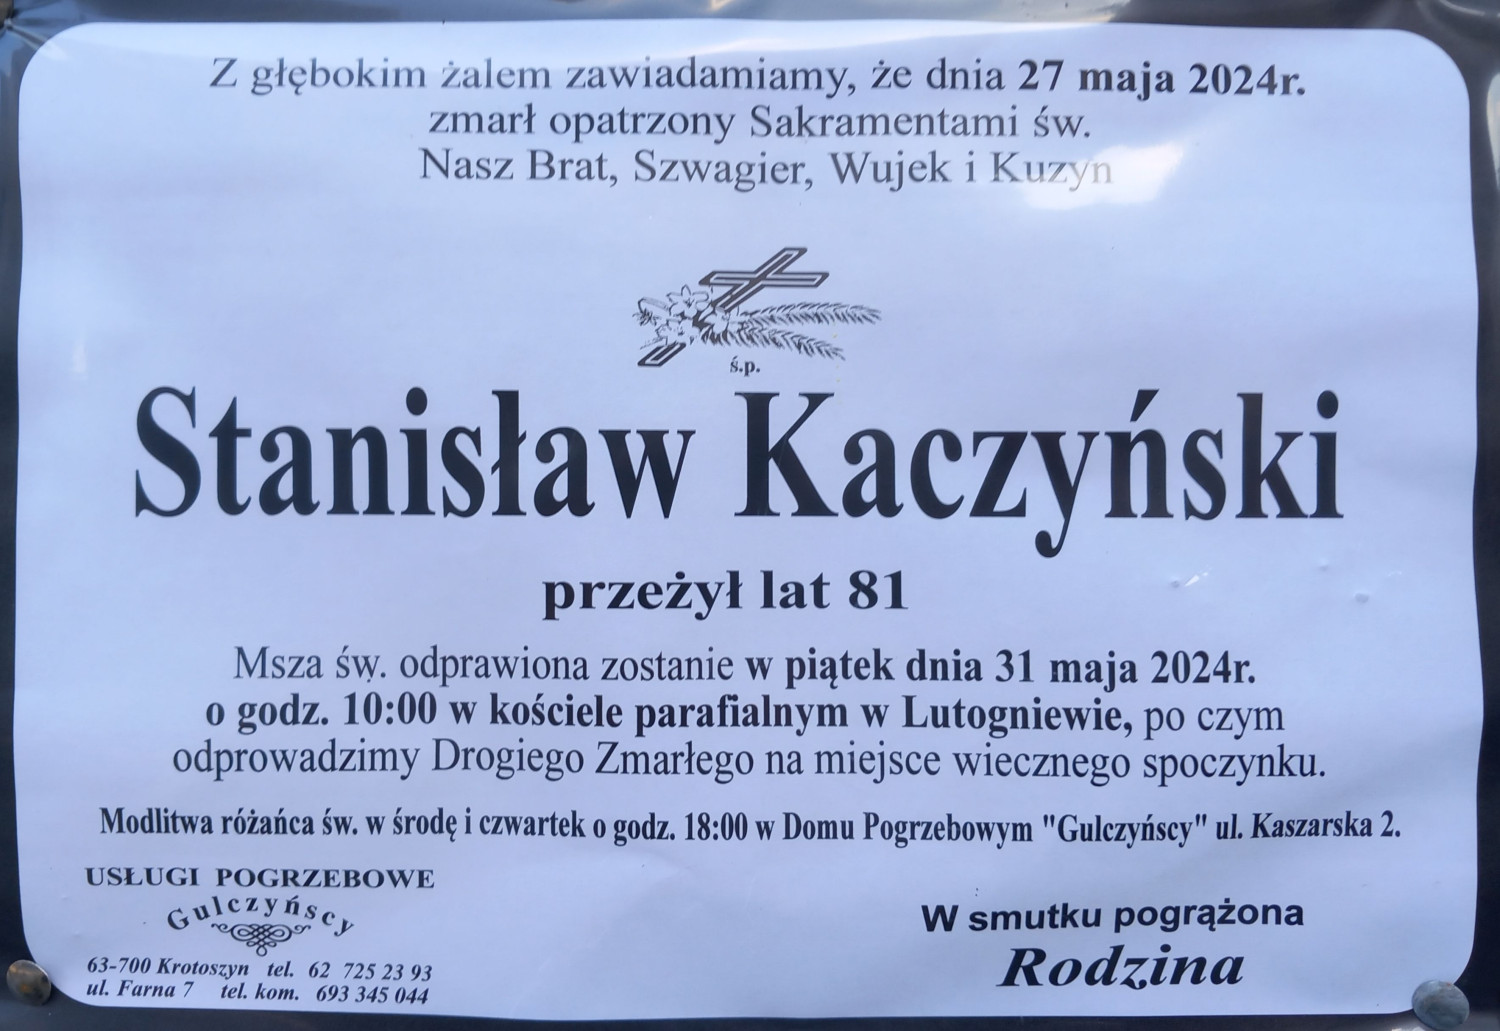 Z głębokim żalem zawiadamiamy, że dnia 27 maja 2024r.
zmarł opatrzony Sakramentami św.
Nasz Brat, Szwagier, Wujek i Kuzyn
ś.p.
Stanisław Kaczyński
przeżył lat 81
Msza św. odprawiona zostanie w piątek dnia 31 maja 2024r.
o godz. 10:00 w kościele parafialnym w Lutogniewie, po czym
odprowadzimy Drogiego Zmarłego na miejsce wiecznego spoczynku.
Modlitwa różańca św. w środę i czwartek o godz. 18:00 w Domu Pogrzebowym "Gulczyńscy" ul. Kaszarska 2.
USŁUGI POGRZEBOWE
Gulczyńscy
63-700 Krotoszyn tel. 62 725 23 93
ul. Farna 7 tel. kom. 693 345 044
W smutku pogrążona
Rodzina